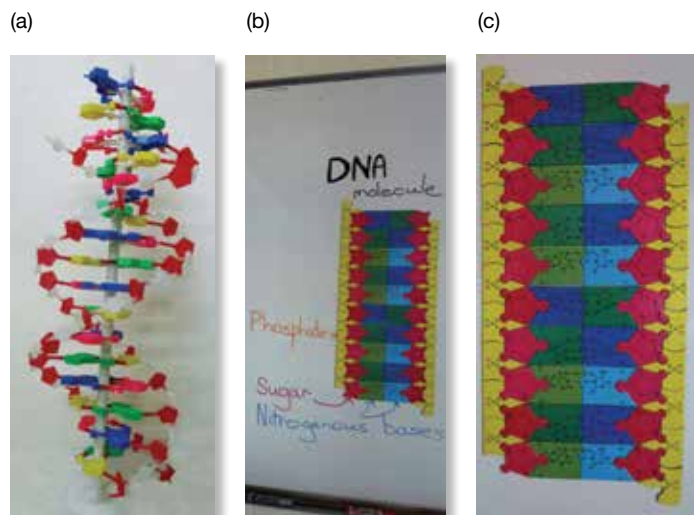 (a)
(b)
(c)
DNA
molecule
Phosphate
Sugar
Nitrogenous bases